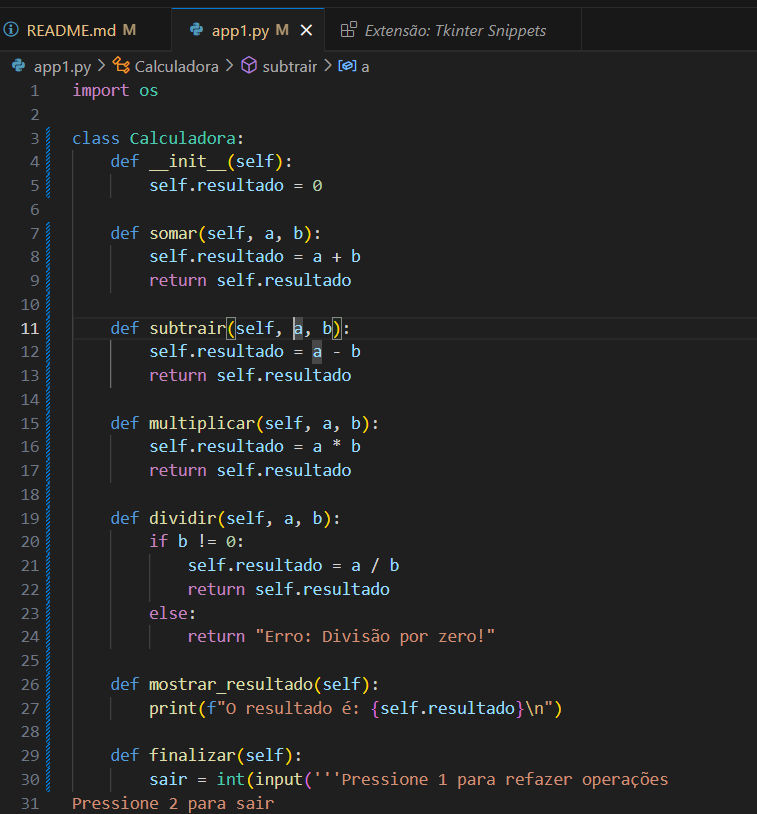 README.md M app1.py M Extensão: Tkinter Snippets
app1.py > Calculadora > subtrair > a
1 import os
2
3 class Calculadora:
4     def __init__(self):
5         self.resultado = 0
6
7     def somar(self, a, b):
8         self.resultado = a + b
9         return self.resultado
10
11     def subtrair(self, a, b):
12         self.resultado = a - b
13         return self.resultado
14
15     def multiplicar(self, a, b):
16         self.resultado = a * b
17         return self.resultado
18
19     def dividir(self, a, b):
20         if b != 0:
21             self.resultado = a / b
22             return self.resultado
23         else:
24             return "Erro: Divisão por zero!"
25
26     def mostrar_resultado(self):
27         print(f"O resultado é: {self.resultado}\n")
28
29     def finalizar(self):
30         sair = int(input('''Pressione 1 para refazer operações
31 Pressione 2 para sair